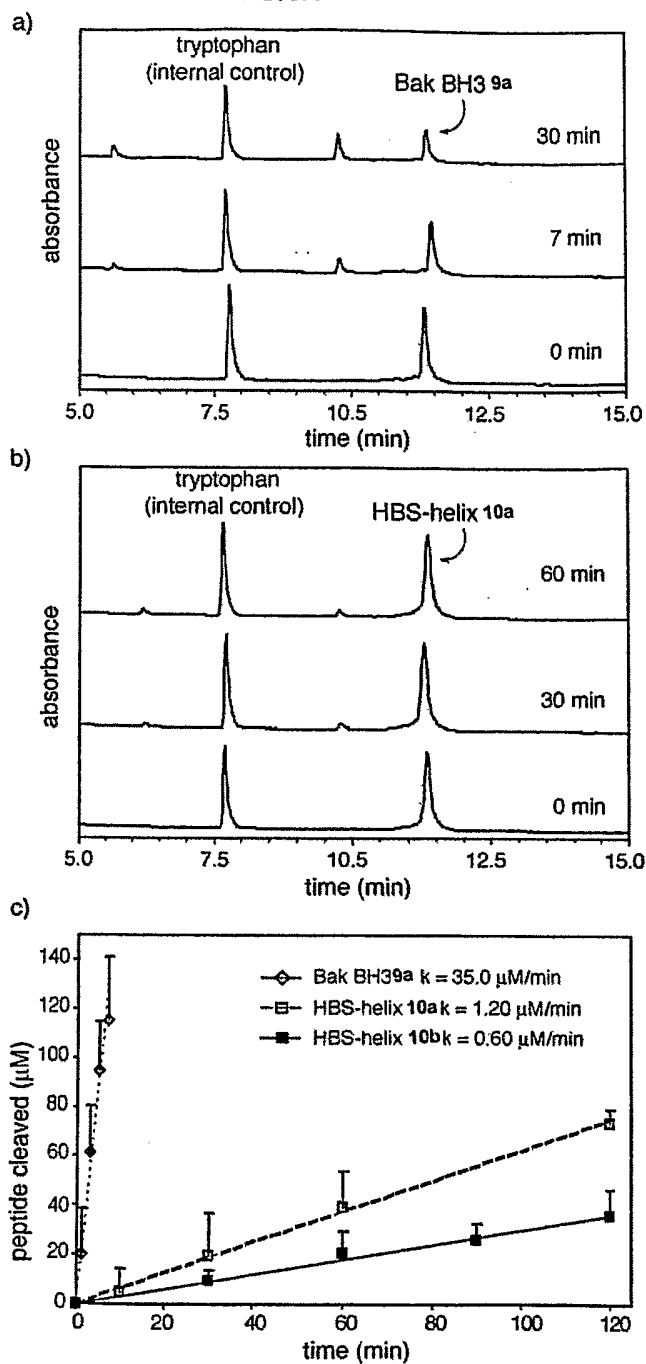 a)
tryptophan
(internal control)
Bak BH3 9a
30 min
7 min
0 min
absorbance
5.0 7.5 10.5 12.5 15.0
time (min)
b)
tryptophan
(internal control)
HBS-helix 10a
60 min
30 min
0 min
absorbance
5.0 7.5 10.5 12.5 15.0
time (min)
c)
140
120
100
80
60
40
20
0
peptide cleaved (μM)
Bak BH39a k = 35.0 μM/min
HBS-helix 10ak = 1.20 μM/min
HBS-helix 10bk = 0.60 μM/min
0 20 40 60 80 100 120
time (min)